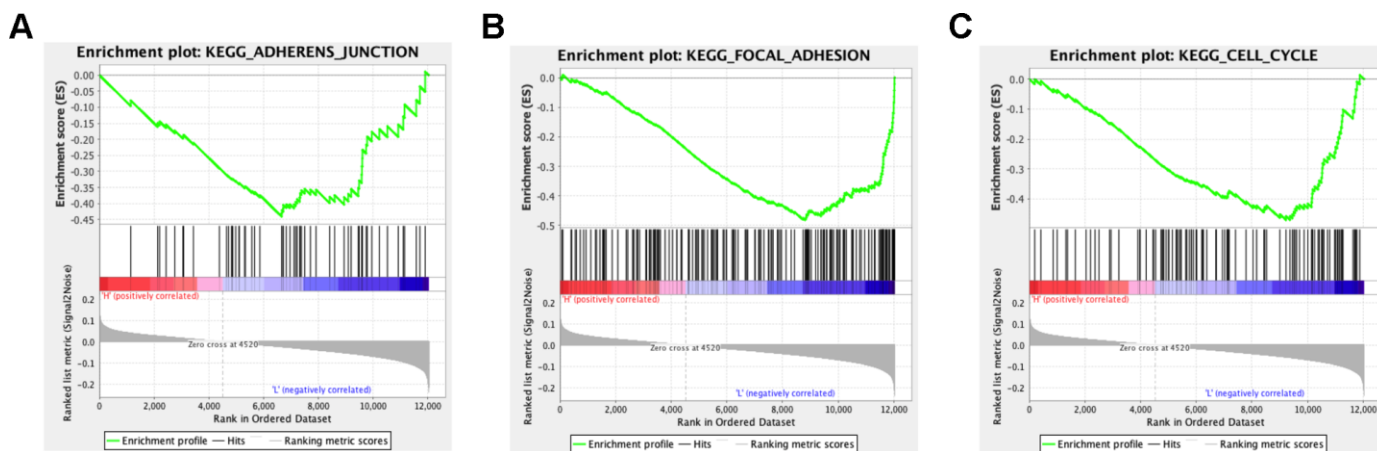 A
Enrichment plot: KEGG_ADHERENS_JUNCTION
Enrichment score (ES)
0.00
-0.05
-0.10
-0.15
-0.20
-0.25
-0.30
-0.35
-0.40
-0.45
Ranked list metric (Signal2Noise)
'H' (positively correlated)
0.2
0.1
0.0
-0.1
-0.2
Zero cross at 4520
'L' (negatively correlated)
0 2,000 4,000 6,000 8,000 10,000 12,000
Rank in Ordered Dataset
Enrichment profile Hits Ranking metric scores
B
Enrichment plot: KEGG_FOCAL_ADHESION
Enrichment score (ES)
0.0
-0.1
-0.2
-0.3
-0.4
-0.5
Ranked list metric (Signal2Noise)
'H' (positively correlated)
0.2
0.1
0.0
-0.1
-0.2
Zero cross at 4520
'L' (negatively correlated)
0 2,000 4,000 6,000 8,000 10,000 12,000
Rank in Ordered Dataset
Enrichment profile Hits Ranking metric scores
C
Enrichment plot: KEGG_CELL_CYCLE
Enrichment score (ES)
0.0
-0.1
-0.2
-0.3
-0.4
Ranked list metric (Signal2Noise)
'H' (positively correlated)
0.2
0.1
0.0
-0.1
-0.2
Zero cross at 4520
'L' (negatively correlated)
0 2,000 4,000 6,000 8,000 10,000 12,000
Rank in Ordered Dataset
Enrichment profile Hits Ranking metric scores